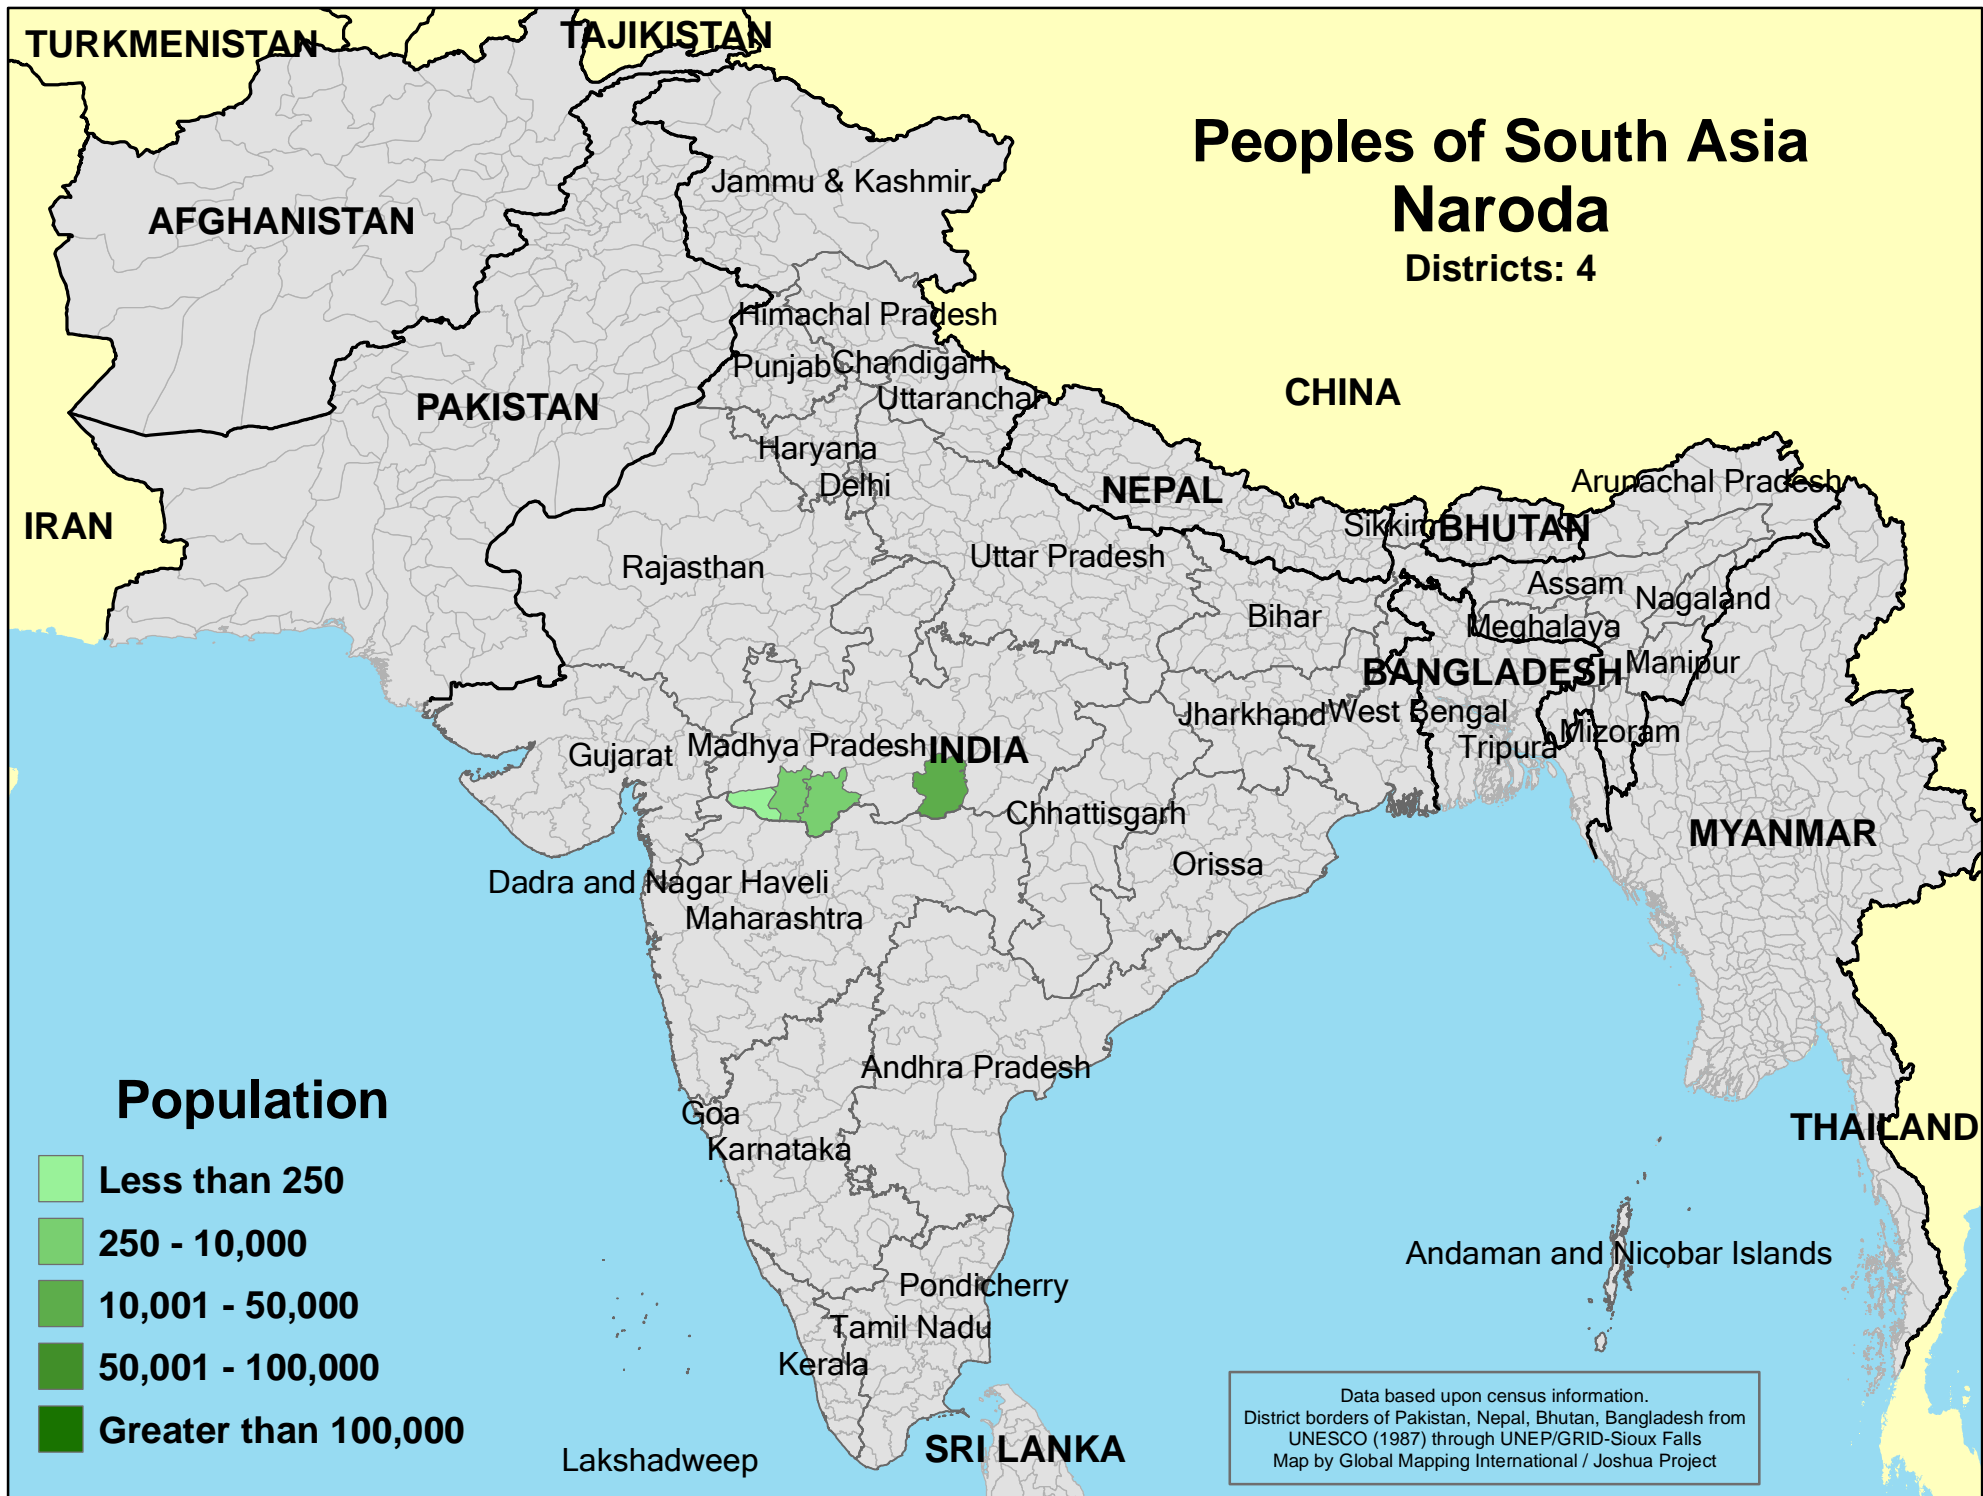 TURKMENISTAN
TAJIKISTAN
Peoples of South Asia
Naroda
Districts: 4
Jammu & Kashmir
AFGHANISTAN
Himachal Pradesh
Punjab
Chandigarh
Uttaranchal
CHINA
PAKISTAN
Haryana
Delhi
NEPAL
Arunachal Pradesh
IRAN
Sikkim
BHUTAN
Rajasthan
Uttar Pradesh
Assam
Nagaland
Bihar
Meghalaya
BANGLADESH
Manipur
Jharkhand
West Bengal
Mizoram
Tripura
Gujarat
Madhya Pradesh
INDIA
Chhattisgarh
MYANMAR
Orissa
Dadra and Nagar Haveli
Maharashtra
Andhra Pradesh
Goa
Karnataka
THAILAND
Andaman and Nicobar Islands
Pondicherry
Tamil Nadu
Kerala
Lakshadweep
SRI LANKA
Population
Less than 250
250 - 10,000
10,001 - 50,000
50,001 - 100,000
Greater than 100,000
Data based upon census information.
District borders of Pakistan, Nepal, Bhutan, Bangladesh from
UNESCO (1987) through UNEP/GRID-Sioux Falls
Map by Global Mapping International / Joshua Project